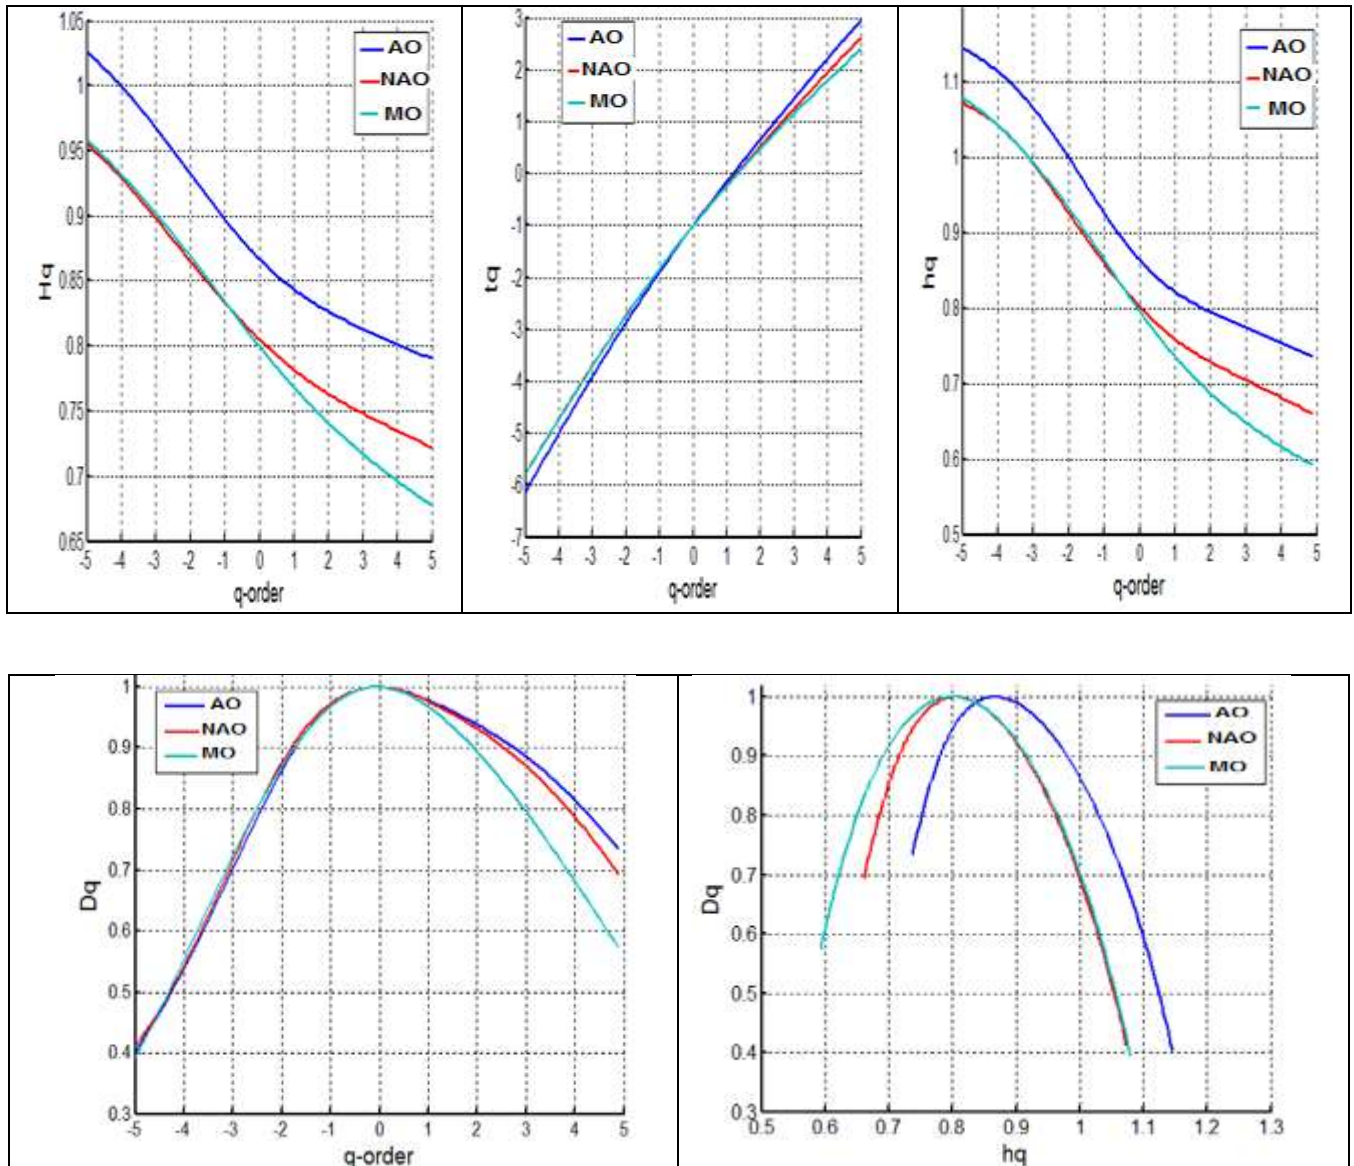 1.05
1
0.95
0.9
0.85
0.8
0.75
0.7
0.65
Hq
AO
NAO
MO
-5 -4 -3 -2 -1 0 1 2 3 4 5
q-order
3
2
1
0
-1
-2
-3
-4
-5
-6
-7
tq
AO
NAO
MO
-5 -4 -3 -2 -1 0 1 2 3 4 5
q-order
1.1
1
0.9
0.8
0.7
0.6
0.5
hq
AO
NAO
MO
-5 -4 -3 -2 -1 0 1 2 3 4 5
q-order
1
0.9
0.8
0.7
0.6
0.5
0.4
0.3
Dq
AO
NAO
MO
-5 -4 -3 -2 -1 0 1 2 3 4 5
q-order
1
0.9
0.8
0.7
0.6
0.5
0.4
0.3
Dq
AO
NAO
MO
0.5 0.6 0.7 0.8 0.9 1 1.1 1.2 1.3
hq